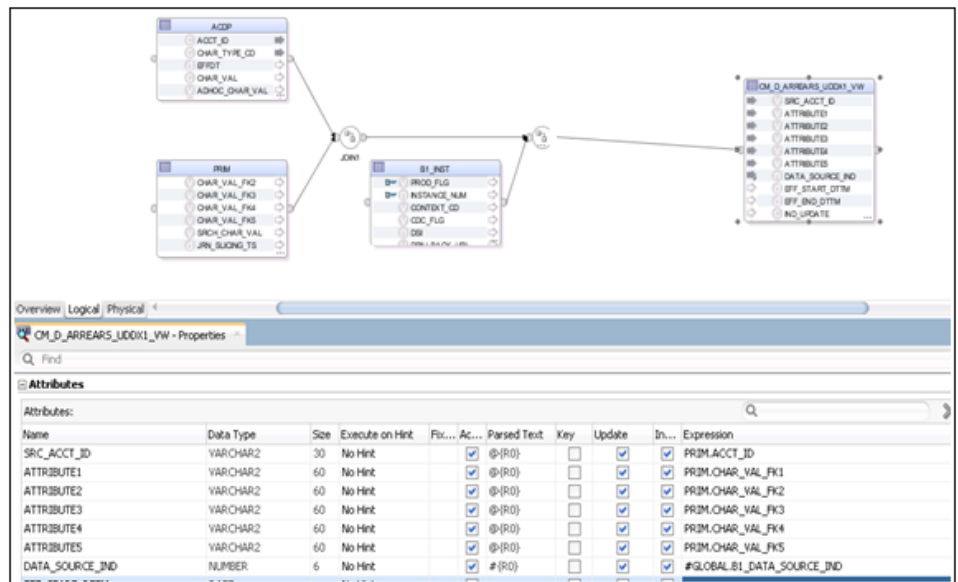 ACDP
ACCT_ID
CHAR_TYPE_CD
EFFDT
CHAR_VAL
ADHOC_CHAR_VAL
CM_D_ARREARS_UDDX1_VW
SRC_ACCT_ID
ATTRIBUTE1
ATTRIBUTE2
ATTRIBUTE3
ATTRIBUTE4
ATTRIBUTE5
DATA_SOURCE_IND
EFF_START_DTTM
EFF_END_DTTM
IND_UPDATE
JOIN1
PRIM
CHAR_VAL_FK2
CHAR_VAL_FK3
CHAR_VAL_FK4
CHAR_VAL_FK5
SRCH_CHAR_VAL
JRN_SLICING_TS
B1_INST
PROD_FLG
INSTANCE_NUM
CONTEXT_CD
CDC_FLG
DSI
Overview Logical Physical
CM_D_ARREARS_UDDX1_VW - Properties
Find
Attributes
Attributes:
Name Data Type Size Execute on Hint Fix... Ac... Parsed Text Key Update In... Expression
SRC_ACCT_ID VARCHAR2 30 No Hint @{R0} PRIM.ACCT_ID
ATTRIBUTE1 VARCHAR2 60 No Hint @{R0} PRIM.CHAR_VAL_FK1
ATTRIBUTE2 VARCHAR2 60 No Hint @{R0} PRIM.CHAR_VAL_FK2
ATTRIBUTE3 VARCHAR2 60 No Hint @{R0} PRIM.CHAR_VAL_FK3
ATTRIBUTE4 VARCHAR2 60 No Hint @{R0} PRIM.CHAR_VAL_FK4
ATTRIBUTE5 VARCHAR2 60 No Hint @{R0} PRIM.CHAR_VAL_FK5
DATA_SOURCE_IND NUMBER 6 No Hint #{R0} #GLOBAL.B1_DATA_SOURCE_IND